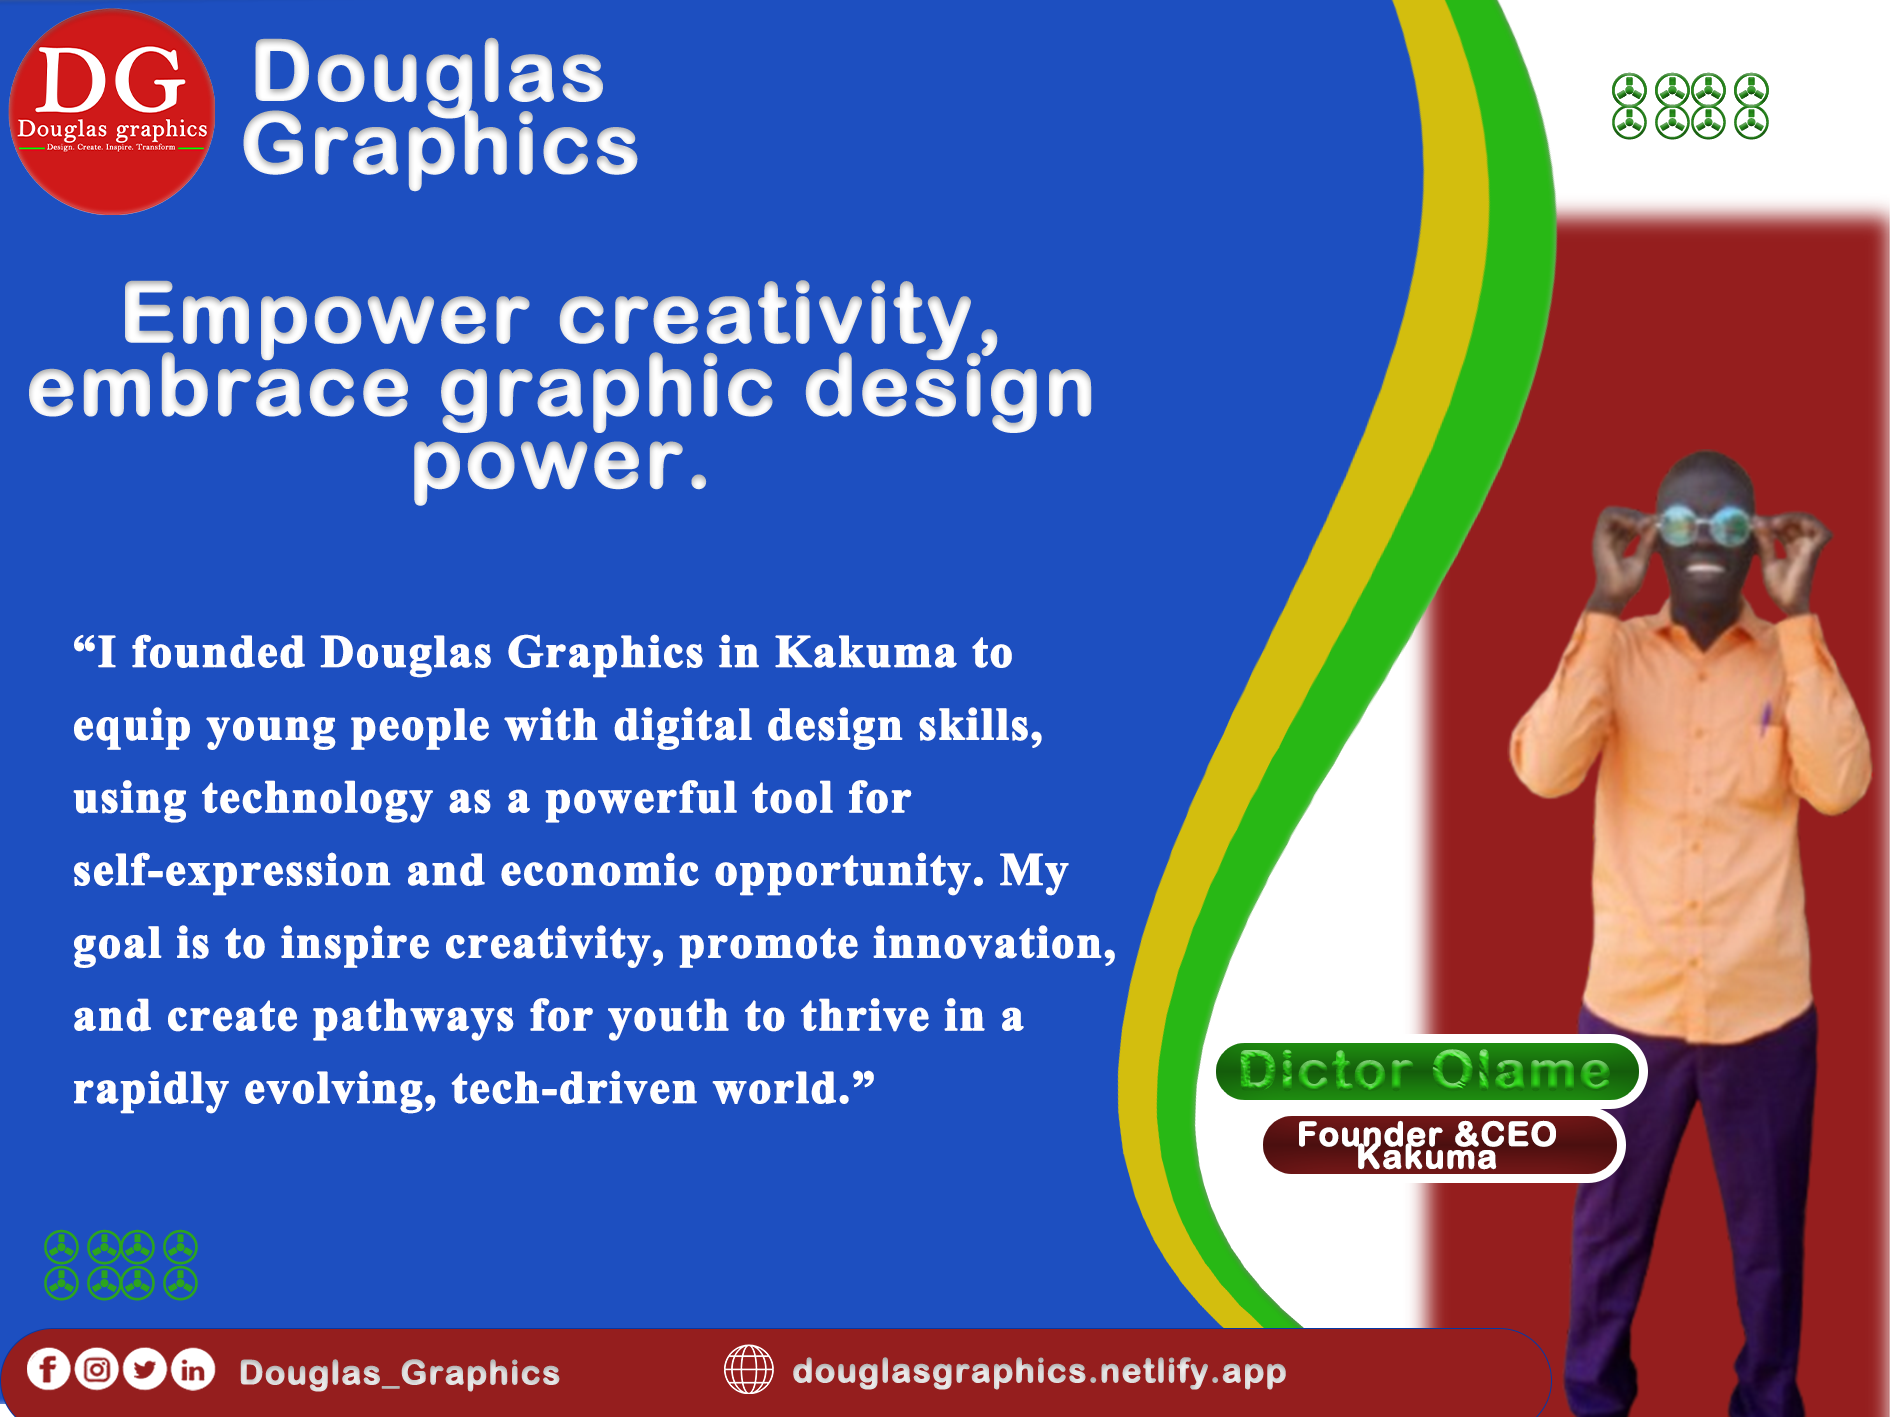 DG
Douglas graphics
Design. Create. Inspire. Transform
Douglas
Graphics
Empower creativity,
embrace graphic design
power.
“I founded Douglas Graphics in Kakuma to
equip young people with digital design skills,
using technology as a powerful tool for
self-expression and economic opportunity. My
goal is to inspire creativity, promote innovation,
and create pathways for youth to thrive in a
rapidly evolving, tech-driven world.”
Dictor Olame
Founder &CEO
Kakuma
Douglas_Graphics
douglasgraphics.netlify.app